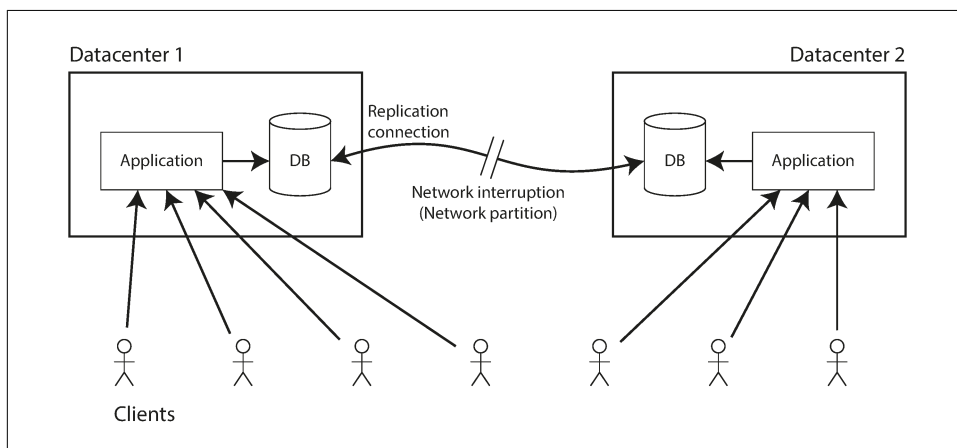 Datacenter 1
Datacenter 2
Replication
connection
Application
DB
DB
Application
Network interruption
(Network partition)
Clients